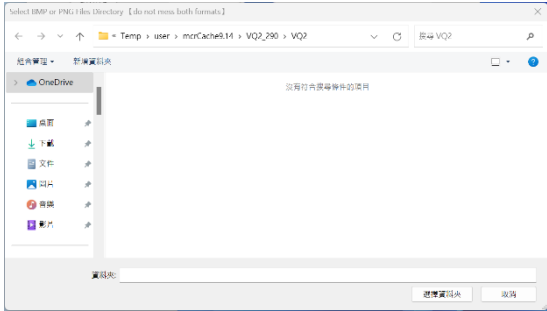 Select BMP or PNG Files Directory【do not mess both formats】
« Temp › user › mcrCache9.14 › VQ2_290 › VQ2
搜尋 VQ2
組合管理
新增資料夾
OneDrive
沒有符合搜尋條件的項目
桌面
下載
文件
圖片
音樂
影片
資料夾:
選擇資料夾
取消